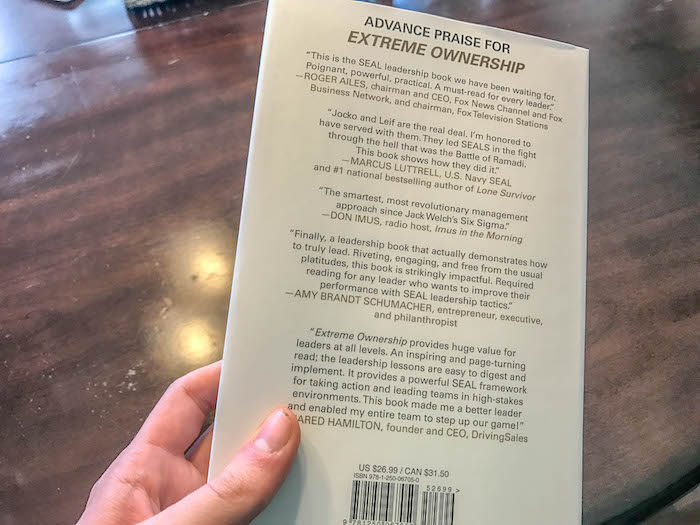 ADVANCE PRAISE FOR
EXTREME OWNERSHIP
"This is the SEAL leadership book we have been waiting for.
Poignant, powerful, practical. A must-read for every leader."
—ROGER AILES, chairman and CEO, Fox News Channel and Fox
Business Network, and chairman, Fox Television Stations
"Jocko and Leif are the real deal. I'm honored to
have served with them. They led SEALS in the fight
through the hell that was the Battle of Ramadi.
This book shows how they did it."
—MARCUS LUTTRELL, U.S. Navy SEAL
and #1 national bestselling author of Lone Survivor
"The smartest, most revolutionary management
approach since Jack Welch's Six Sigma."
—DON IMUS, radio host, Imus in the Morning
"Finally, a leadership book that actually demonstrates how
to truly lead. Riveting, engaging, and free from the usual
platitudes, this book is strikingly impactful. Required
reading for any leader who wants to improve their
performance with SEAL leadership tactics."
—AMY BRANDT SCHUMACHER, entrepreneur, executive,
and philanthropist
"Extreme Ownership provides huge value for
leaders at all levels. An inspiring and page-turning
read; the leadership lessons are easy to digest and
implement. It provides a powerful SEAL framework
for taking action and leading teams in high-stakes
environments. This book made me a better leader
and enabled my entire team to step up our game!"
ARED HAMILTON, founder and CEO, DrivingSales
US $26.99 / CAN $31.50
ISBN 978-1-250-06705-0
52699 >